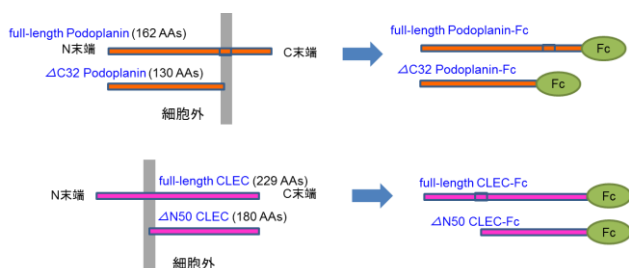 full-length Podoplanin (162 AAs)
N末端
C末端
⊿C32 Podoplanin (130 AAs)
細胞外
full-length Podoplanin-Fc
Fc
⊿C32 Podoplanin-Fc
Fc
full-length CLEC (229 AAs)
N末端
C末端
⊿N50 CLEC (180 AAs)
細胞外
full-length CLEC-Fc
Fc
⊿N50 CLEC-Fc
Fc